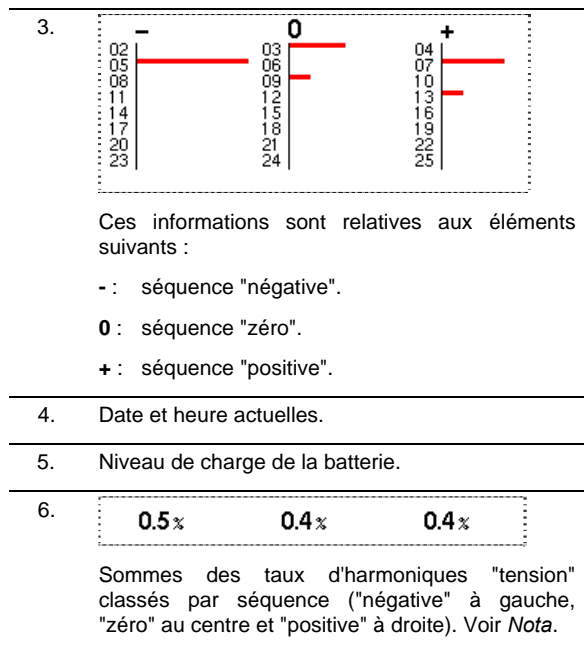 3.
- 0 +
02 03 04
05 06 07
08 09 10
11 12 13
14 15 16
17 18 19
20 21 22
23 24 25
Ces informations sont relatives aux éléments
suivants :
- : séquence "négative".
0 : séquence "zéro".
+ : séquence "positive".
4. Date et heure actuelles.
5. Niveau de charge de la batterie.
6. 0.5% 0.4% 0.4%
Sommes des taux d'harmoniques "tension"
classés par séquence ("négative" à gauche,
"zéro" au centre et "positive" à droite). Voir Nota.